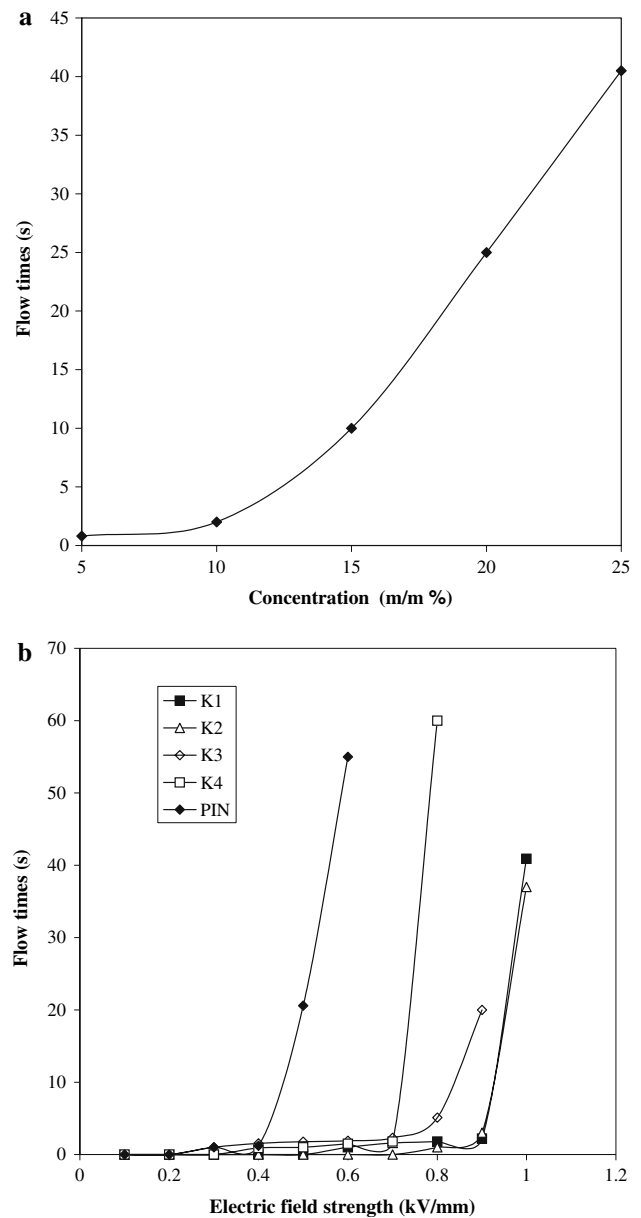 a
45
40
35
30
25
20
15
10
5
0
Flow times (s)
5 10 15 20 25
Concentration (m/m %)
b
70
60
50
40
30
20
10
0
Flow times (s)
K1
K2
K3
K4
PIN
0 0.2 0.4 0.6 0.8 1 1.2
Electric field strength (kV/mm)